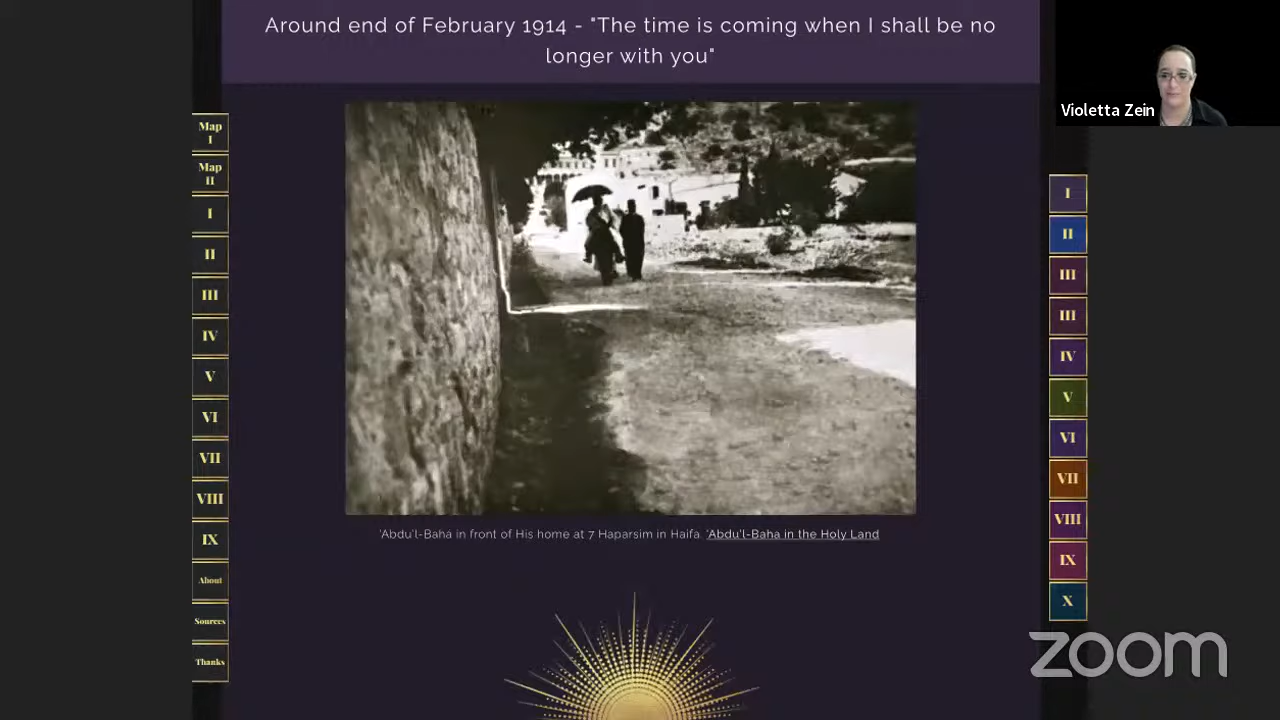 Around end of February 1914 - "The time is coming when I shall be no
longer with you"
Violetta Zein
Map
I
Map
II
I
II
III
IV
V
VI
VII
VIII
IX
About
Sources
Thanks
'Abdu'l-Bahá in front of His home at 7 Haparsim in Haifa. 'Abdu'l-Baha in the Holy Land
I
II
III
III
IV
V
VI
VII
VIII
IX
X
zoom